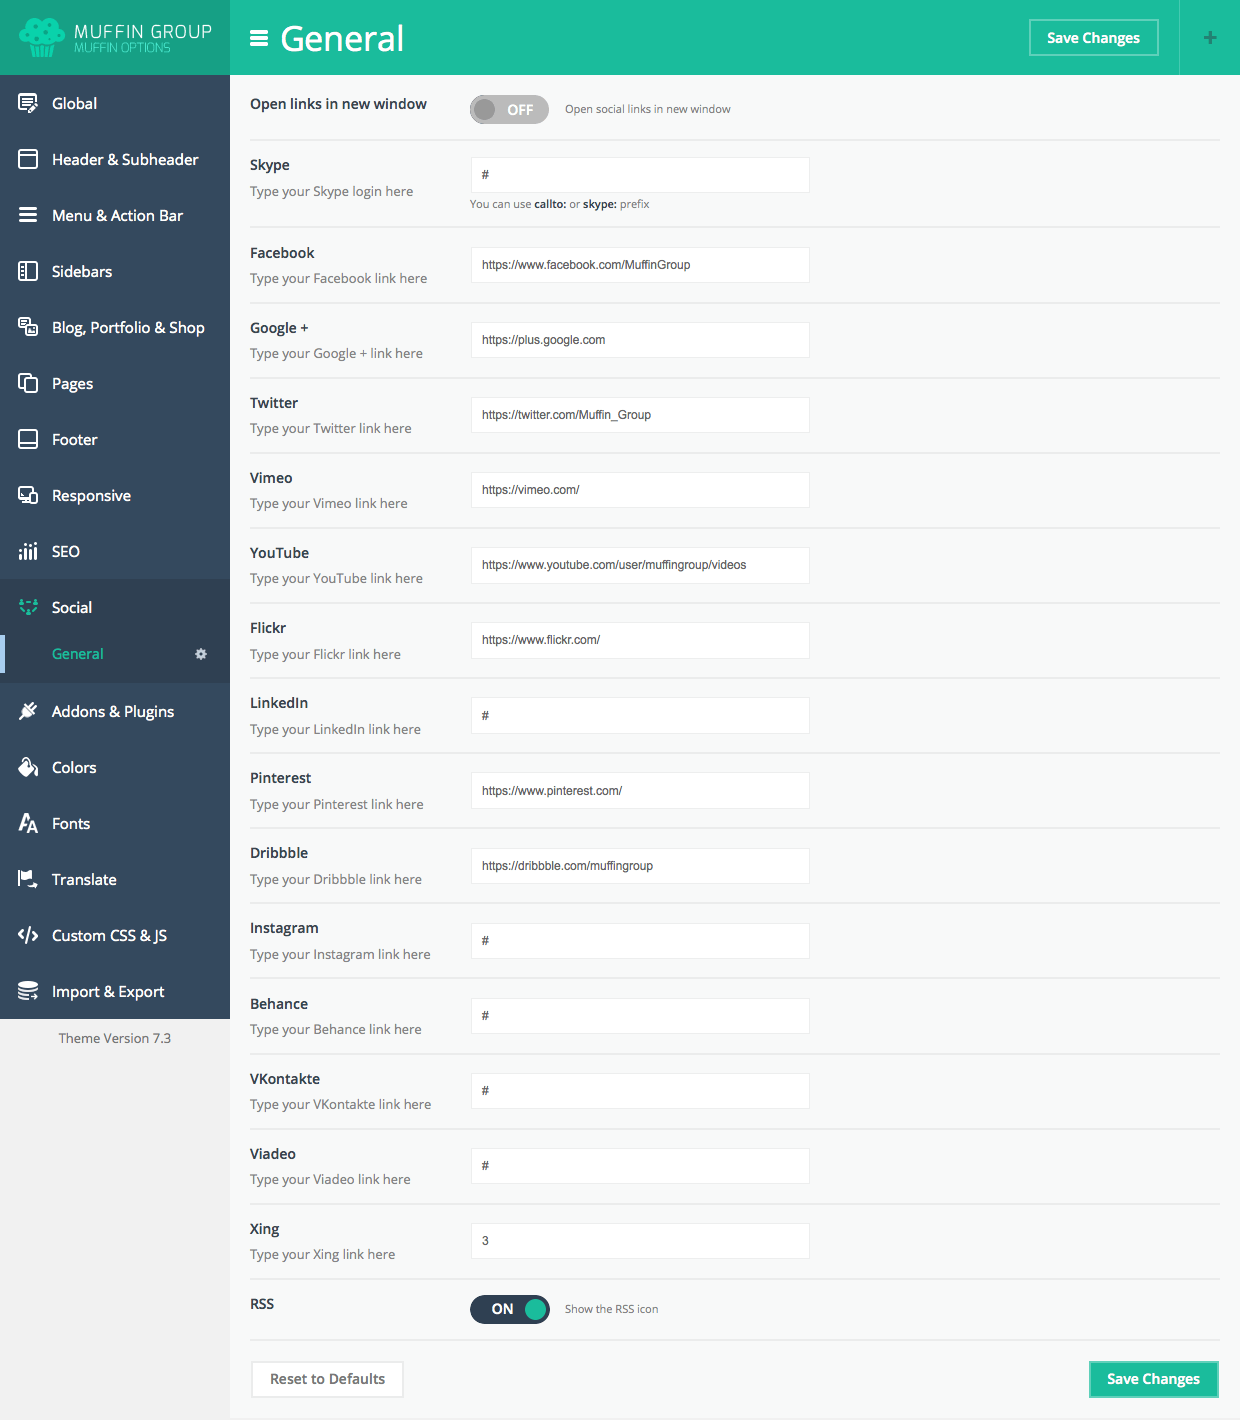 MUFFIN GROUP
MUFFIN OPTIONS
General
Save Changes
+
Global
Header & Subheader
Menu & Action Bar
Sidebars
Blog, Portfolio & Shop
Pages
Footer
Responsive
SEO
Social
General
Addons & Plugins
Colors
Fonts
Translate
Custom CSS & JS
Import & Export
Theme Version 7.3
Open links in new window
OFF
Open social links in new window
Skype
Type your Skype login here
#
You can use callto: or skype: prefix
Facebook
Type your Facebook link here
https://www.facebook.com/MuffinGroup
Google +
Type your Google + link here
https://plus.google.com
Twitter
Type your Twitter link here
https://twitter.com/Muffin_Group
Vimeo
Type your Vimeo link here
https://vimeo.com/
YouTube
Type your YouTube link here
https://www.youtube.com/user/muffingroup/videos
Flickr
Type your Flickr link here
https://www.flickr.com/
LinkedIn
Type your LinkedIn link here
#
Pinterest
Type your Pinterest link here
https://www.pinterest.com/
Dribbble
Type your Dribbble link here
https://dribbble.com/muffingroup
Instagram
Type your Instagram link here
#
Behance
Type your Behance link here
#
VKontakte
Type your VKontakte link here
#
Viadeo
Type your Viadeo link here
#
Xing
Type your Xing link here
3
RSS
ON
Show the RSS icon
Reset to Defaults
Save Changes